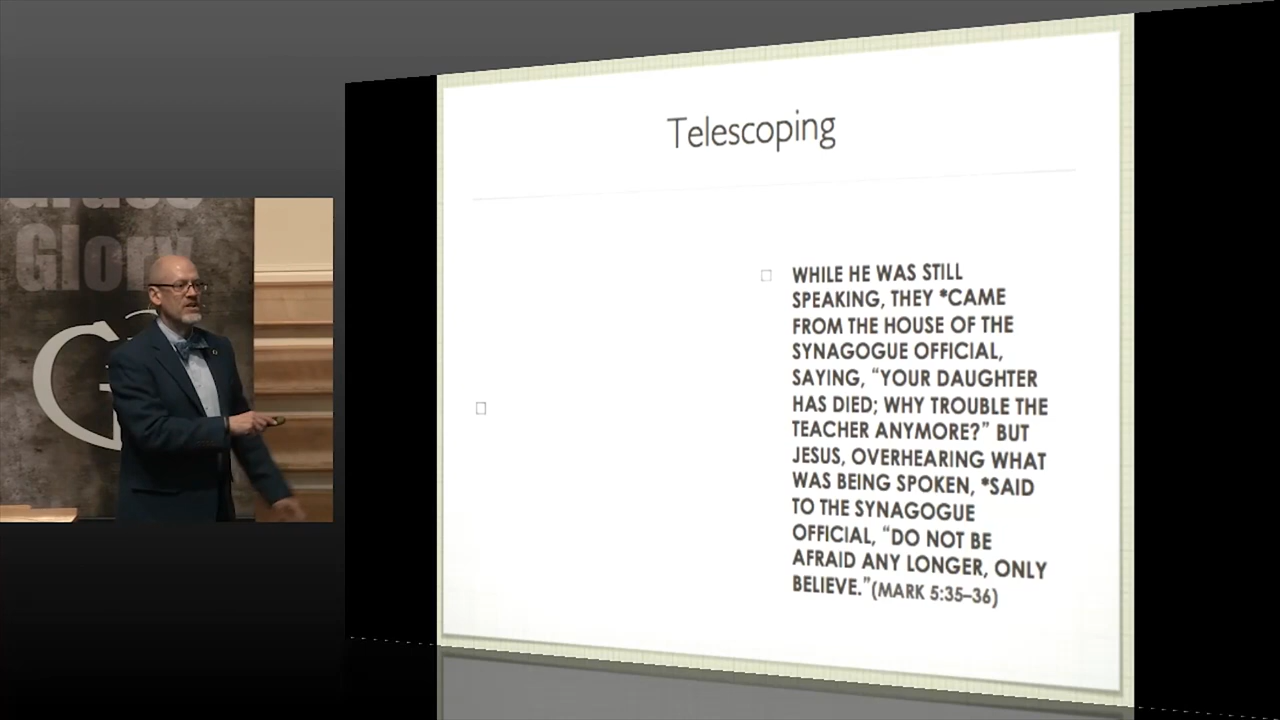 Grace
Glory
G
Telescoping
□ WHILE HE WAS STILL
SPEAKING, THEY *CAME
FROM THE HOUSE OF THE
SYNAGOGUE OFFICIAL,
SAYING, “YOUR DAUGHTER
HAS DIED; WHY TROUBLE THE
TEACHER ANYMORE?” BUT
JESUS, OVERHEARING WHAT
WAS BEING SPOKEN, *SAID
TO THE SYNAGOGUE
OFFICIAL, “DO NOT BE
AFRAID ANY LONGER, ONLY
BELIEVE.”(MARK 5:35–36)